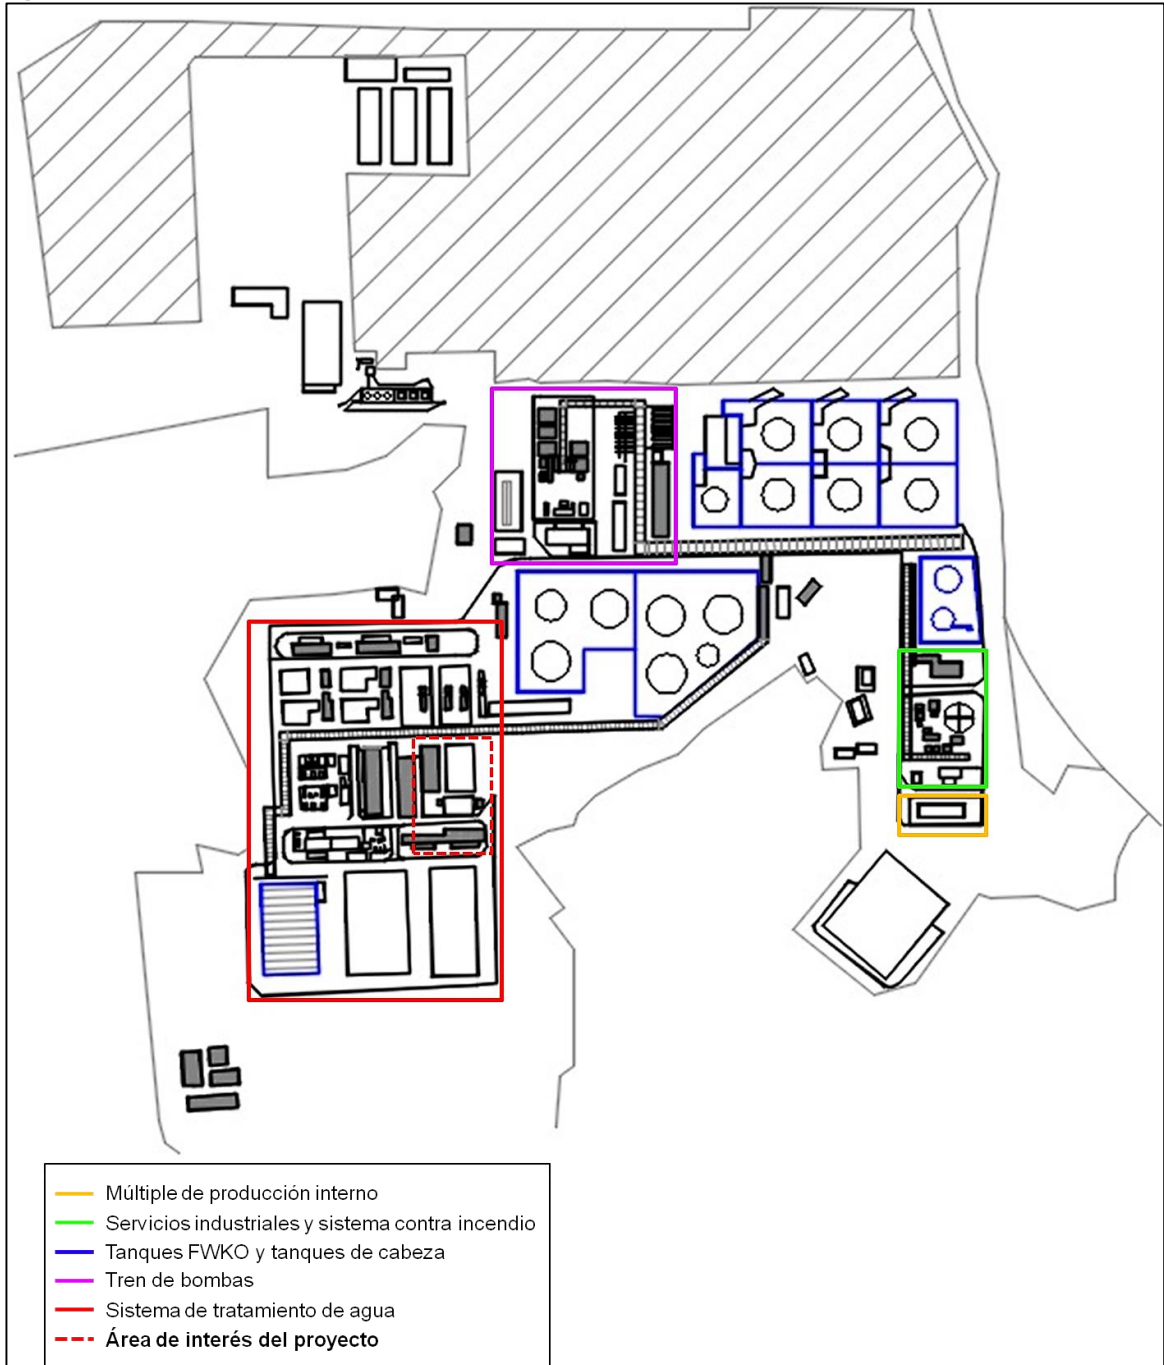 Múltiple de producción interno
Servicios industriales y sistema contra incendio
Tanques FWKO y tanques de cabeza
Tren de bombas
Sistema de tratamiento de agua
Área de interés del proyecto